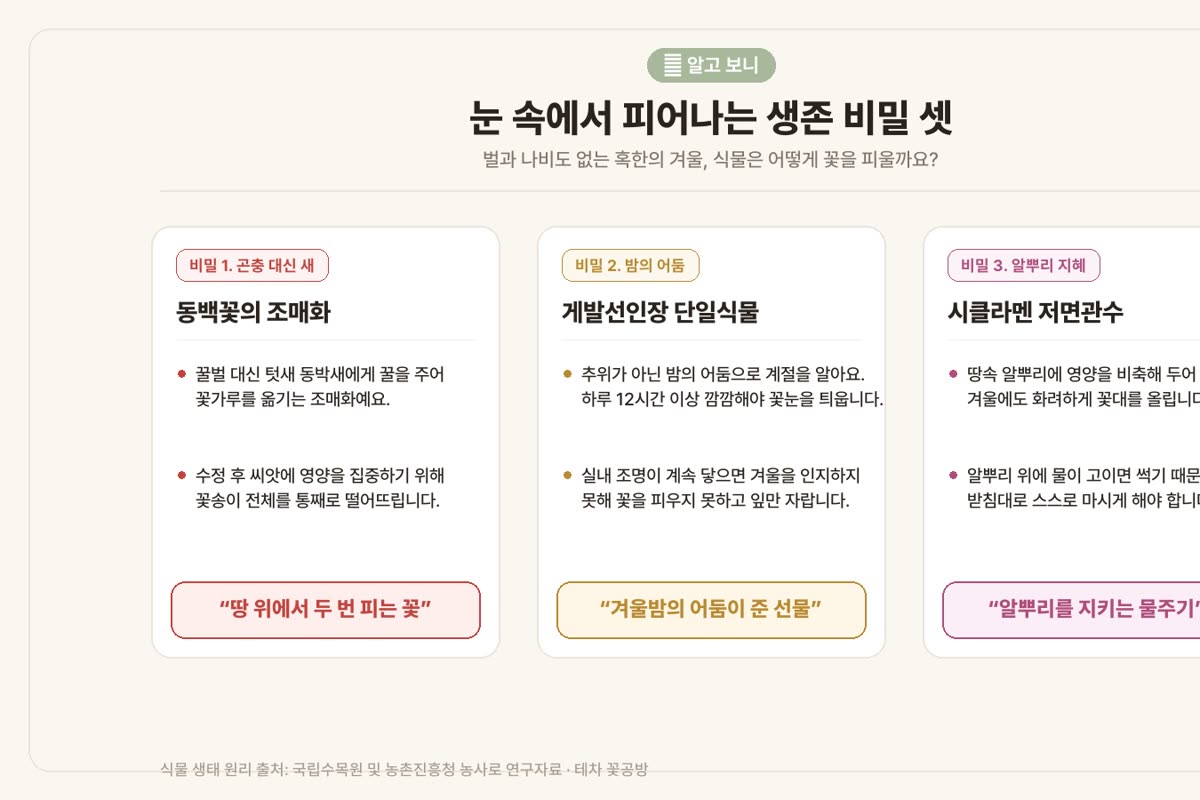 알고 보니
눈 속에서 피어나는 생존 비밀 셋
벌과 나비도 없는 혹한의 겨울, 식물은 어떻게 꽃을 피울까요?
비밀 1. 곤충 대신 새
동백꽃의 조매화
꿀벌 대신 텃새 동박새에게 꿀을 주어
꽃가루를 옮기는 조매화예요.
수정 후 씨앗에 영양을 집중하기 위해
꽃송이 전체를 통째로 떨어뜨립니다.
“땅 위에서 두 번 피는 꽃”
비밀 2. 밤의 어둠
게발선인장 단일식물
추위가 아닌 밤의 어둠으로 계절을 알아요.
하루 12시간 이상 깜깜해야 꽃눈을 틔웁니다.
실내 조명이 계속 닿으면 겨울을 인지하지
못해 꽃을 피우지 못하고 잎만 자랍니다.
“겨울밤의 어둠이 준 선물”
비밀 3. 알뿌리 지혜
시클라멘 저면관수
땅속 알뿌리에 영양을 비축해 두어
겨울에도 화려하게 꽃대를 올립니다
알뿌리 위에 물이 고이면 썩기 때문
받침대로 스스로 마시게 해야 합니
“알뿌리를 지키는 물주기”
식물 생태 원리 출처: 국립수목원 및 농촌진흥청 농사로 연구자료 · 테차 꽃공방